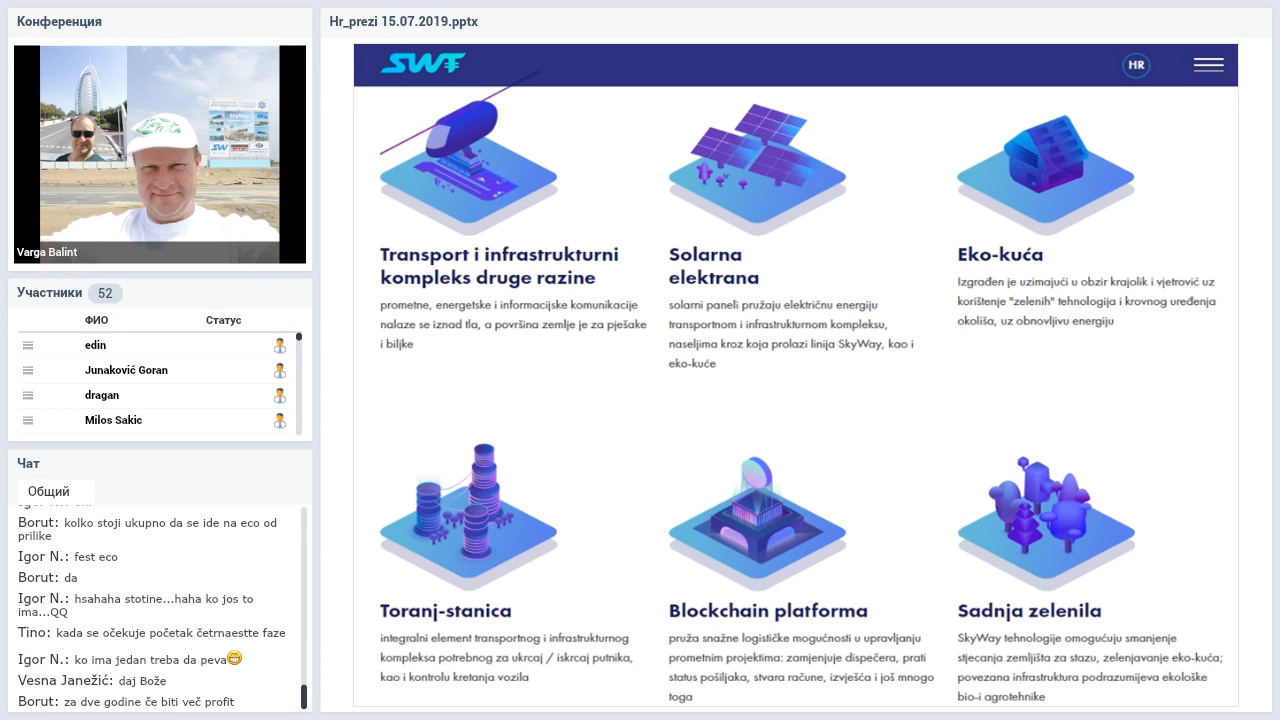 Конференция
Varga Balint
Участники 52
ФИО Статус
edin
Junaković Goran
dragan
Milos Sakic
Чат
Общий
Borut: kolko stoji ukupno da se ide na eco od
prilike
Igor N.: fest eco
Borut: da
Igor N.: hsahaha stotine...haha ko jos to
ima...QQ
Tino: kada se očekuje početak četrnaestte faze
Igor N.: ko ima jedan treba da peva😁
Vesna Janežić: daj Bože
Borut: za dve godine če biti več profit
Hr_prezi 15.07.2019.pptx
SWT
HR
Transport i infrastrukturni
kompleks druge razine
prometne, energetske i informacijske komunikacije
nalaze se iznad tla, a površina zemlje je za pješake
i biljke
Solarna
elektrana
solarni paneli pružaju električnu energiju
transportnom i infrastrukturnom kompleksu,
naseljima kroz koja prolazi linija SkyWay, kao i
eko-kuće
Eko-kuća
Izgrađen je uzimajući u obzir krajolik i vjetrović uz
korištenje "zelenih" tehnologija i krovnog uređenja
okoliša, uz obnovljivu energiju
Toranj-stanica
integralni element transportnog i infrastrukturnog
kompleksa potrebnog za ukrcaj / iskrcaj putnika,
kao i kontrolu kretanja vozila
Blockchain platforma
pruža snažne logističke mogućnosti u upravljanju
prometnim projektima: zamjenjuje dispečera, prati
status pošiljaka, stvara račune, izvješća i još mnogo
toga
Sadnja zelenila
SkyWay tehnologije omogućuju smanjenje
stjecanja zemljišta za stazu, zelenjavanje eko-kuća;
povezana infrastruktura podrazumijeva ekološke
bio-i agrotehnike